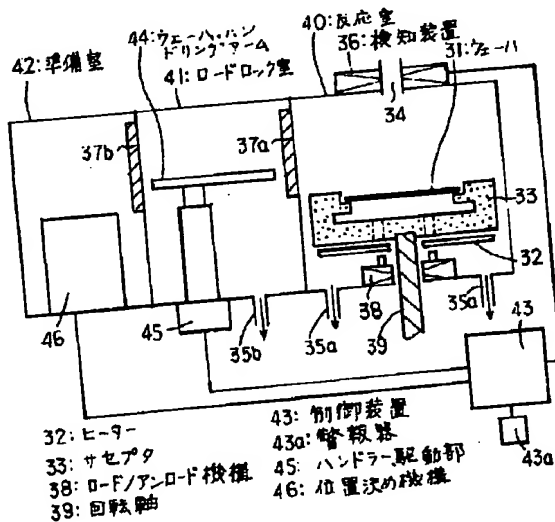 44:ウェーハ・ハン
ドリングアーム
40:反応室
36:検知装置
31:ウェーハ
42:準備室
41:ロードロック室
34
37b
37a
33
32
46
45
35b
35a
38
39
35a
43
43a
32:ヒーター
33:サセプタ
38:ロード/アンロード機構
39:回転軸
43:制御装置
43a:警報器
45:ハンドラー駆動部
46:位置決め機構